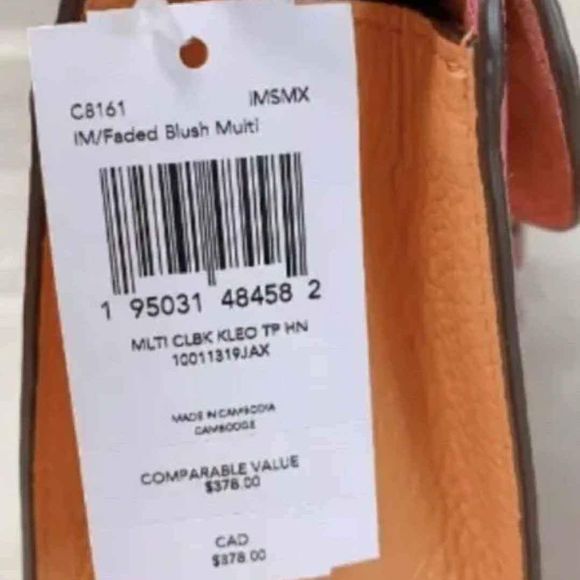 C8161 IMSMX
IM/Faded Blush Multi
1 95031 48458 2
MLTI CLBK KLEO TP HN
10011319JAX
MADE IN CAMBODIA
CAMBODGE
COMPARABLE VALUE
$378.00
CAD
$378.00